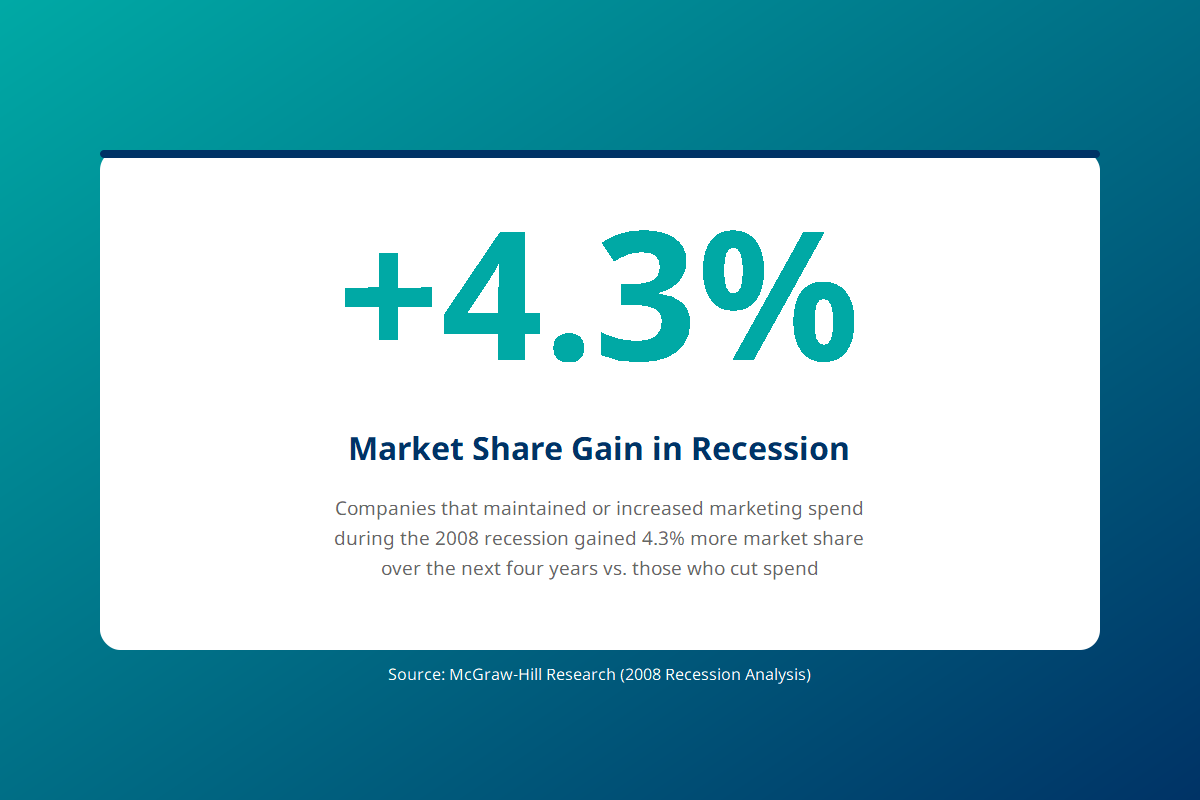 +4.3%
Market Share Gain in Recession
Companies that maintained or increased marketing spend
during the 2008 recession gained 4.3% more market share
over the next four years vs. those who cut spend
Source: McGraw-Hill Research (2008 Recession Analysis)